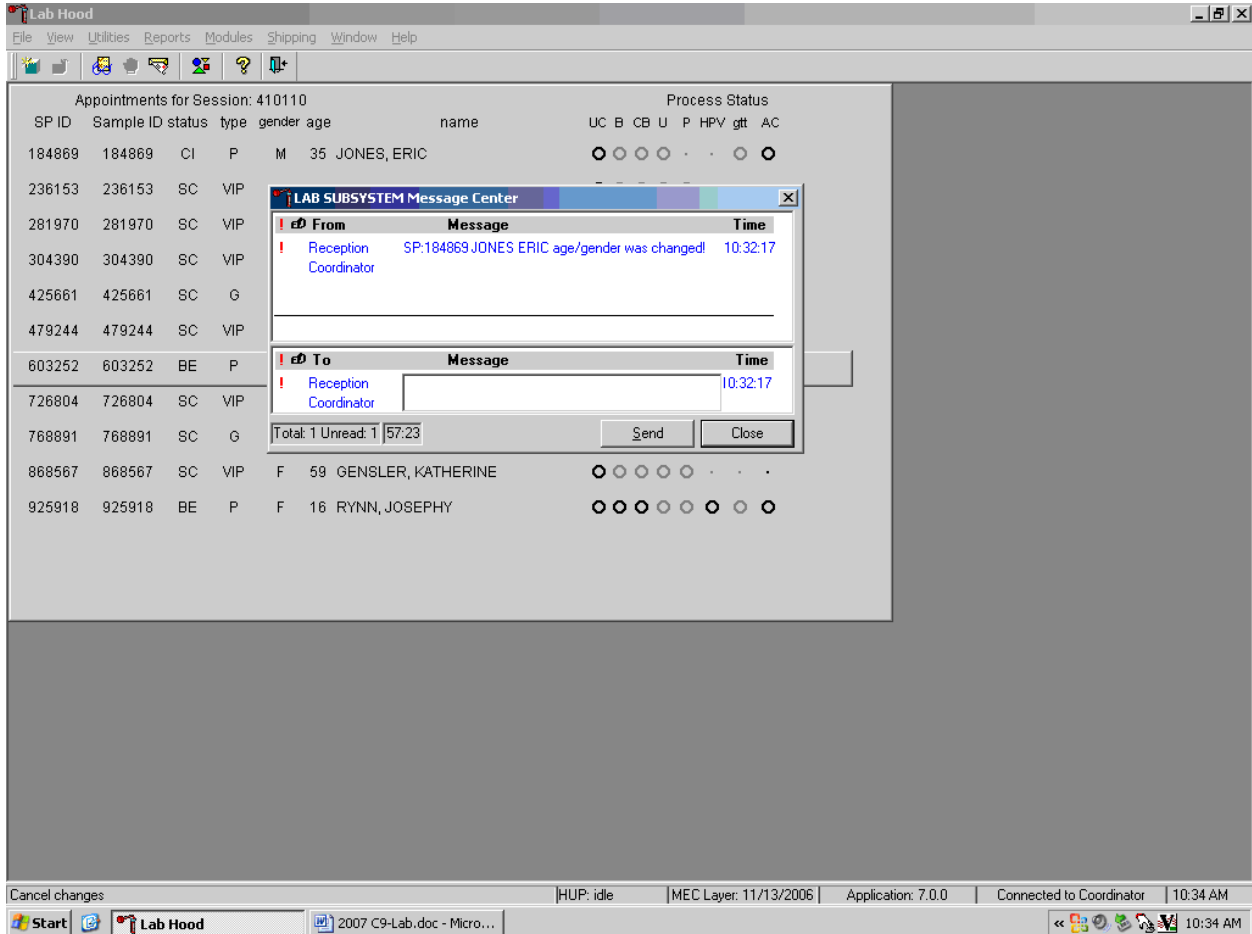 Lab Hood
File View Utilities Reports Modules Shipping Window Help
Appointments for Session: 410110 Process Status
SP ID Sample ID status type gender age name UC B CB U P HPV gtt AC
184869 184869 CI P M 35 JONES, ERIC
236153 236153 SC VIP
281970 281970 SC VIP
304390 304390 SC VIP
425661 425661 SC G
479244 479244 SC VIP
603252 603252 BE P
726804 726804 SC VIP
768891 768891 SC G
868567 868567 SC VIP F 59 GENSLER, KATHERINE
925918 925918 BE P F 16 RYNN, JOSEPHY
LAB SUBSYSTEM Message Center
! From Message Time
! Reception SP:184869 JONES ERIC age/gender was changed! 10:32:17
Coordinator
! To Message Time
! Reception 10:32:17
Coordinator
Total: 1 Unread: 1 57:23 Send Close
Cancel changes HUP: idle MEC Layer: 11/13/2006 Application: 7.0.0 Connected to Coordinator 10:34 AM
Start Lab Hood 2007 C9-Lab.doc - Micro... « 10:34 AM